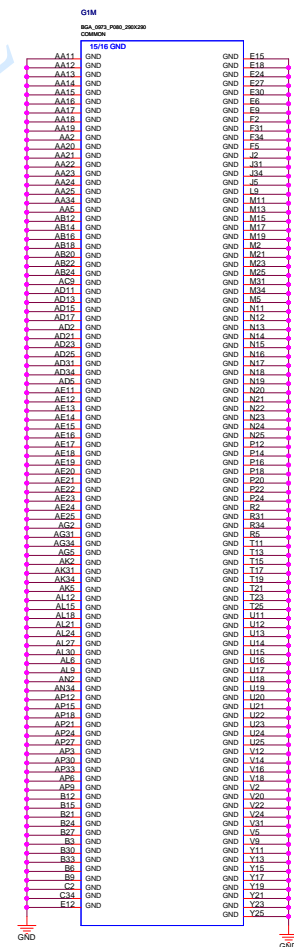 G1M
BGA_0973_P080_290X290
COMMON
15/16 GND
AA11 GND GND E15
AA12 GND GND E18
AA13 GND GND E24
AA14 GND GND E27
AA15 GND GND E30
AA16 GND GND E6
AA17 GND GND E9
AA18 GND GND F2
AA19 GND GND F31
AA2 GND GND F34
AA20 GND GND F5
AA21 GND GND J2
AA22 GND GND J31
AA23 GND GND J34
AA24 GND GND J5
AA25 GND GND L9
AA34 GND GND M11
AA5 GND GND M13
AB12 GND GND M15
AB14 GND GND M17
AB16 GND GND M19
AB18 GND GND M2
AB20 GND GND M21
AB22 GND GND M23
AB24 GND GND M25
AC9 GND GND M31
AD11 GND GND M34
AD13 GND GND M5
AD15 GND GND N11
AD17 GND GND N12
AD2 GND GND N13
AD21 GND GND N14
AD23 GND GND N15
AD25 GND GND N16
AD31 GND GND N17
AD34 GND GND N18
AD5 GND GND N19
AE11 GND GND N20
AE12 GND GND N21
AE13 GND GND N22
AE14 GND GND N23
AE15 GND GND N24
AE16 GND GND N25
AE17 GND GND P12
AE18 GND GND P14
AE19 GND GND P16
AE20 GND GND P18
AE21 GND GND P20
AE22 GND GND P22
AE23 GND GND P24
AE24 GND GND R2
AE25 GND GND R31
AG2 GND GND R34
AG31 GND GND R5
AG34 GND GND T11
AG5 GND GND T13
AK2 GND GND T15
AK31 GND GND T17
AK34 GND GND T19
AK5 GND GND T21
AL12 GND GND T23
AL15 GND GND T25
AL18 GND GND U11
AL21 GND GND U12
AL24 GND GND U13
AL27 GND GND U14
AL30 GND GND U15
AL6 GND GND U16
AL9 GND GND U17
AN2 GND GND U18
AN34 GND GND U19
AP12 GND GND U20
AP15 GND GND U21
AP18 GND GND U22
AP21 GND GND U23
AP24 GND GND U24
AP27 GND GND U25
AP3 GND GND V12
AP30 GND GND V14
AP33 GND GND V16
AP6 GND GND V18
AP9 GND GND V2
B12 GND GND V20
B15 GND GND V22
B21 GND GND V24
B24 GND GND V31
B27 GND GND V5
B3 GND GND V9
B30 GND GND Y11
B33 GND GND Y13
B6 GND GND Y15
B9 GND GND Y17
C2 GND GND Y19
C34 GND GND Y21
E12 GND GND Y23
GND Y25
GND